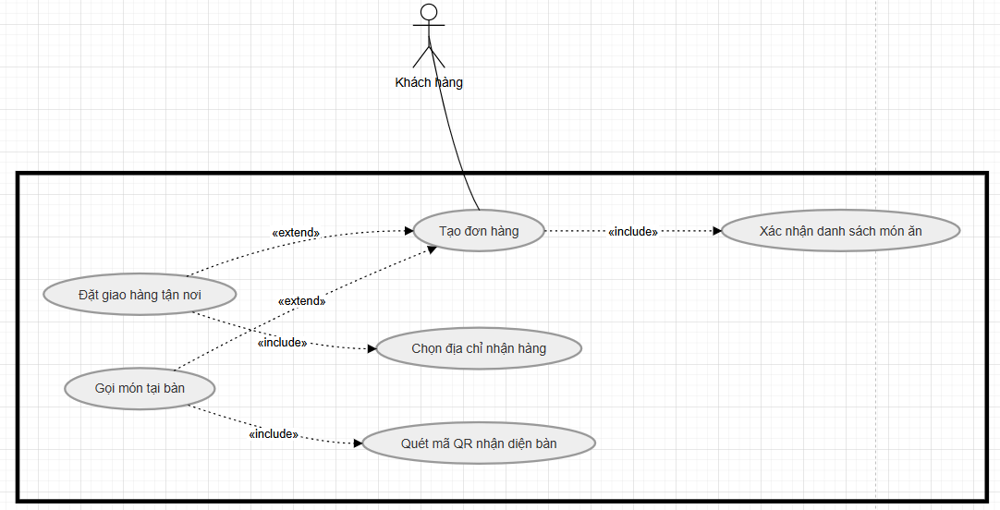 Khách hàng
Tạo đơn hàng
«include»
Xác nhận danh sách món ăn
«extend»
Đặt giao hàng tận nơi
«extend»
«include»
Chọn địa chỉ nhận hàng
Gọi món tại bàn
«include»
Quét mã QR nhận diện bàn